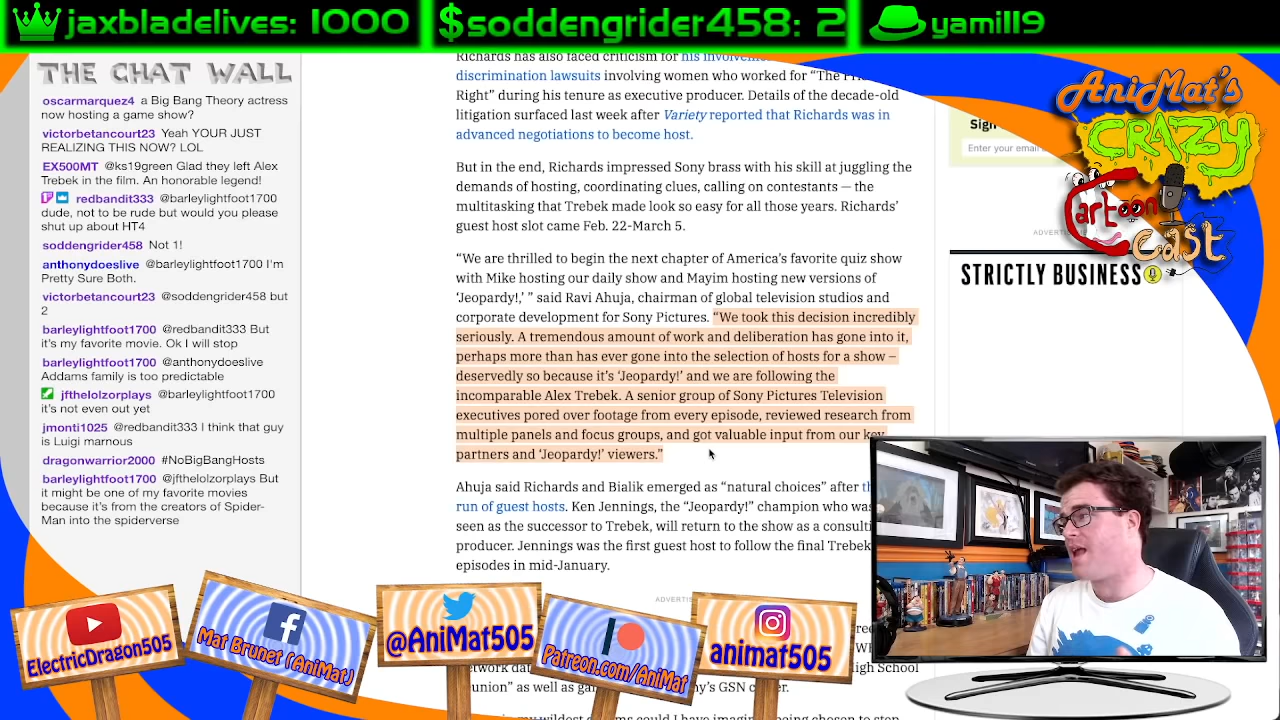 jaxbladelives: 1000
$soddengrider458: 2
yamill9
THE CHAT WALL
oscarmarquez4 a Big Bang Theory actress
now hosting a game show?
victorbetancourt23 Yeah YOUR JUST
REALIZING THIS NOW? LOL
EX500MT @ks19green Glad they left Alex
Trebek in the film. An honorable legend!
redbandit333 @barleylightfoot1700
dude, not to be rude but would you please
shut up about HT4
soddengrider458 Not 1!
anthonydoeslive @barleylightfoot1700 I'm
Pretty Sure Both.
victorbetancourt23 @soddengrider458 but
2
barleylightfoot1700 @redbandit333 But
it's my favorite movie. Ok I will stop
barleylightfoot1700 @anthonydoeslive
Addams family is too predictable
jfthelolzorplays @barleylightfoot1700
it's not even out yet
jmonti1025 @redbandit333 I think that guy
is Luigi marnous
dragonwarrior2000 #NoBigBangHosts
barleylightfoot1700 @jfthelolzorplays But
it might be one of my favorite movies
because it's from the creators of Spider-
Man into the spiderverse
Richards has also faced criticism for his
discrimination lawsuits involving women who worked for “The
Right” during his tenure as executive producer. Details of the decade-old
litigation surfaced last week after Variety reported that Richards was in
advanced negotiations to become host.
But in the end, Richards impressed Sony brass with his skill at juggling the
demands of hosting, coordinating clues, calling on contestants — the
multitasking that Trebek made look so easy for all those years. Richards’
guest host slot came Feb. 22-March 5.
“We are thrilled to begin the next chapter of America’s favorite quiz show
with Mike hosting our daily show and Mayim hosting new versions of
‘Jeopardy!,’ ” said Ravi Ahuja, chairman of global television studios and
corporate development for Sony Pictures. “We took this decision incredibly
seriously. A tremendous amount of work and deliberation has gone into it,
perhaps more than has ever gone into the selection of hosts for a show –
deservedly so because it’s ‘Jeopardy!’ and we are following the
incomparable Alex Trebek. A senior group of Sony Pictures Television
executives pored over footage from every episode, reviewed research from
multiple panels and focus groups, and got valuable input from our key
partners and ‘Jeopardy!’ viewers.”
Ahuja said Richards and Bialik emerged as “natural choices” after
run of guest hosts. Ken Jennings, the “Jeopardy!” champion who was
seen as the successor to Trebek, will return to the show as a
producer. Jennings was the first guest host to follow the final Trebek
episodes in mid-January.
Sign
Enter your email
STRICTLY BUSINESS
AniMat's
CRAZY
Cartoon
Cast
ElectricDragon505
Mat Brunet (AniMat)
@AniMat505
Patreon.com/AniMat
animat505